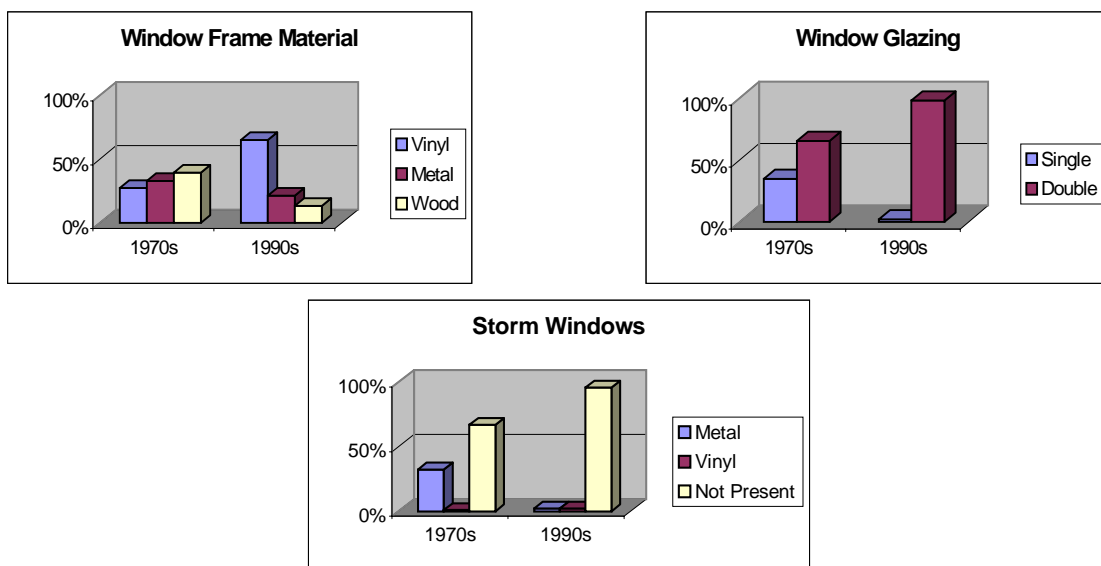 Window Frame Material
100%
50%
0%
1970s 1990s
Vinyl
Metal
Wood
Window Glazing
100%
50%
0%
1970s 1990s
Single
Double
Storm Windows
100%
50%
0%
1970s 1990s
Metal
Vinyl
Not Present